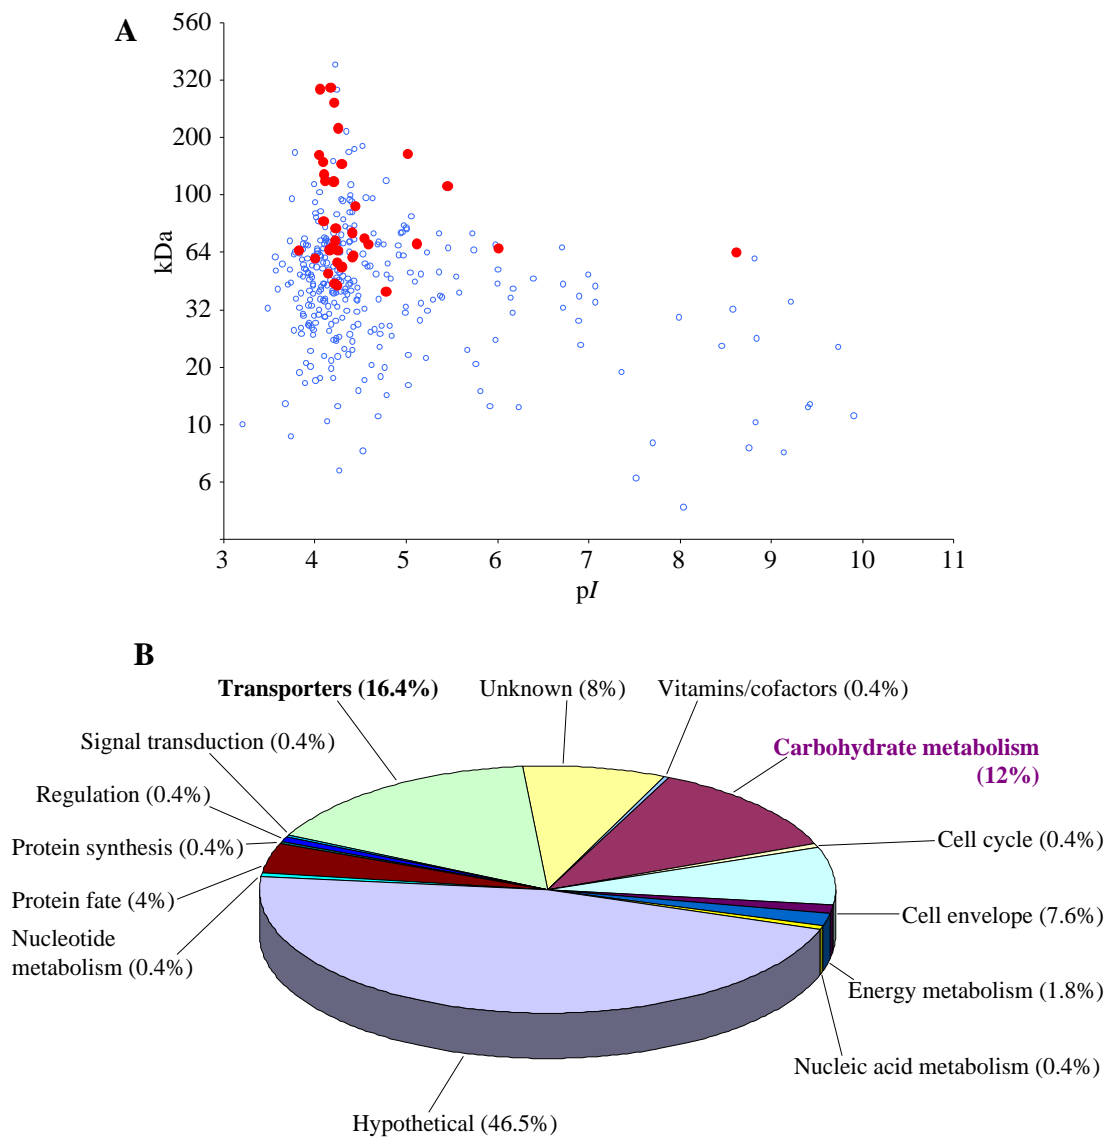 A
560
320
200
100
64
32
20
10
6
kDa
3 4 5 6 7 8 9 10 11
pI
B
Transporters (16.4%) Unknown (8%) Vitamins/cofactors (0.4%)
Signal transduction (0.4%)
Carbohydrate metabolism
(12%)
Regulation (0.4%)
Cell cycle (0.4%)
Protein synthesis (0.4%)
Protein fate (4%)
Cell envelope (7.6%)
Nucleotide
metabolism (0.4%)
Energy metabolism (1.8%)
Nucleic acid metabolism (0.4%)
Hypothetical (46.5%)